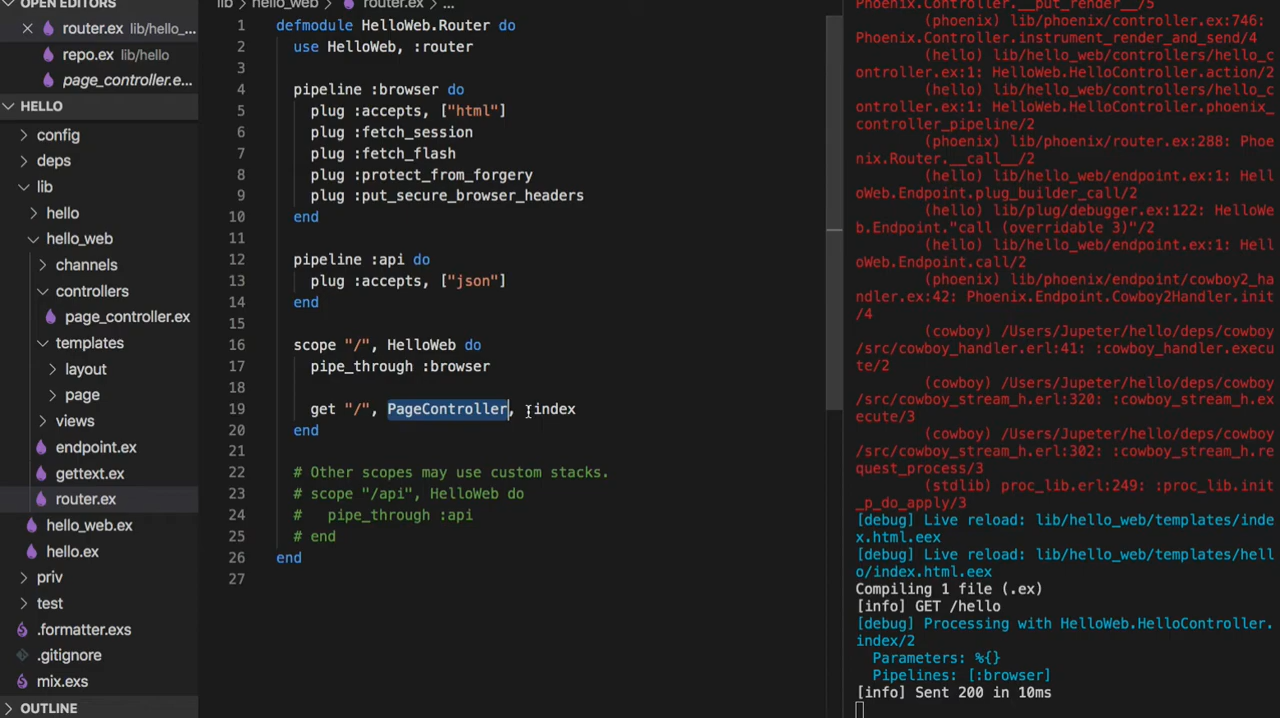 OPEN EDITORS
router.ex lib/hello_...
repo.ex lib/hello
page_controller.e...
HELLO
config
deps
lib
hello
hello_web
channels
controllers
page_controller.ex
templates
layout
page
views
endpoint.ex
gettext.ex
router.ex
hello_web.ex
hello.ex
priv
test
.formatter.exs
.gitignore
mix.exs
OUTLINE
lib > hello_web > router.ex > ...
1 defmodule HelloWeb.Router do
2 use HelloWeb, :router
3
4 pipeline :browser do
5 plug :accepts, ["html"]
6 plug :fetch_session
7 plug :fetch_flash
8 plug :protect_from_forgery
9 plug :put_secure_browser_headers
10 end
11
12 pipeline :api do
13 plug :accepts, ["json"]
14 end
15
16 scope "/", HelloWeb do
17 pipe_through :browser
18
19 get "/", PageController, :index
20 end
21
22 # Other scopes may use custom stacks.
23 # scope "/api", HelloWeb do
24 # pipe_through :api
25 # end
26 end
27
Phoenix.Controller.__put_render__/5
(phoenix) lib/phoenix/controller.ex:746:
Phoenix.Controller.instrument_render_and_send/4
(hello) lib/hello_web/controllers/hello_c
ontroller.ex:1: HelloWeb.HelloController.action/2
(hello) lib/hello_web/controllers/hello_c
ontroller.ex:1: HelloWeb.HelloController.phoenix_
controller_pipeline/2
(phoenix) lib/phoenix/router.ex:288: Phoe
nix.Router.__call__/2
(hello) lib/hello_web/endpoint.ex:1: Hell
oWeb.Endpoint.plug_builder_call/2
(hello) lib/plug/debugger.ex:122: HelloWe
b.Endpoint."call (overridable 3)"/2
(hello) lib/hello_web/endpoint.ex:1: Hell
oWeb.Endpoint.call/2
(phoenix) lib/phoenix/endpoint/cowboy2_ha
ndler.ex:42: Phoenix.Endpoint.Cowboy2Handler.init
/4
(cowboy) /Users/Jupeter/hello/deps/cowboy
/src/cowboy_handler.erl:41: :cowboy_handler.execu
te/2
(cowboy) /Users/Jupeter/hello/deps/cowboy
/src/cowboy_stream_h.erl:320: :cowboy_stream_h.ex
ecute/3
(cowboy) /Users/Jupeter/hello/deps/cowboy
/src/cowboy_stream_h.erl:302: :cowboy_stream_h.re
quest_process/3
(stdlib) proc_lib.erl:249: :proc_lib.init
_p_do_apply/3
[debug] Live reload: lib/hello_web/templates/inde
x.html.eex
[debug] Live reload: lib/hello_web/templates/hell
o/index.html.eex
Compiling 1 file (.ex)
[info] GET /hello
[debug] Processing with HelloWeb.HelloController.
index/2
Parameters: %{}
Pipelines: [:browser]
[info] Sent 200 in 10ms